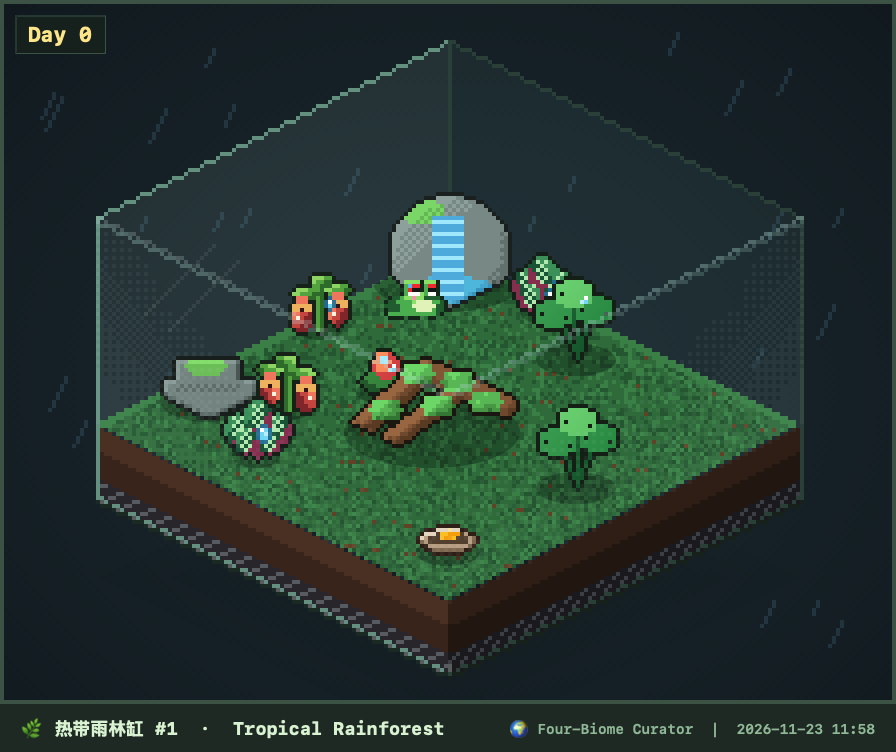 Day 0
热带雨林缸 #1 · Tropical Rainforest
Four-Biome Curator | 2026-11-23 11:58